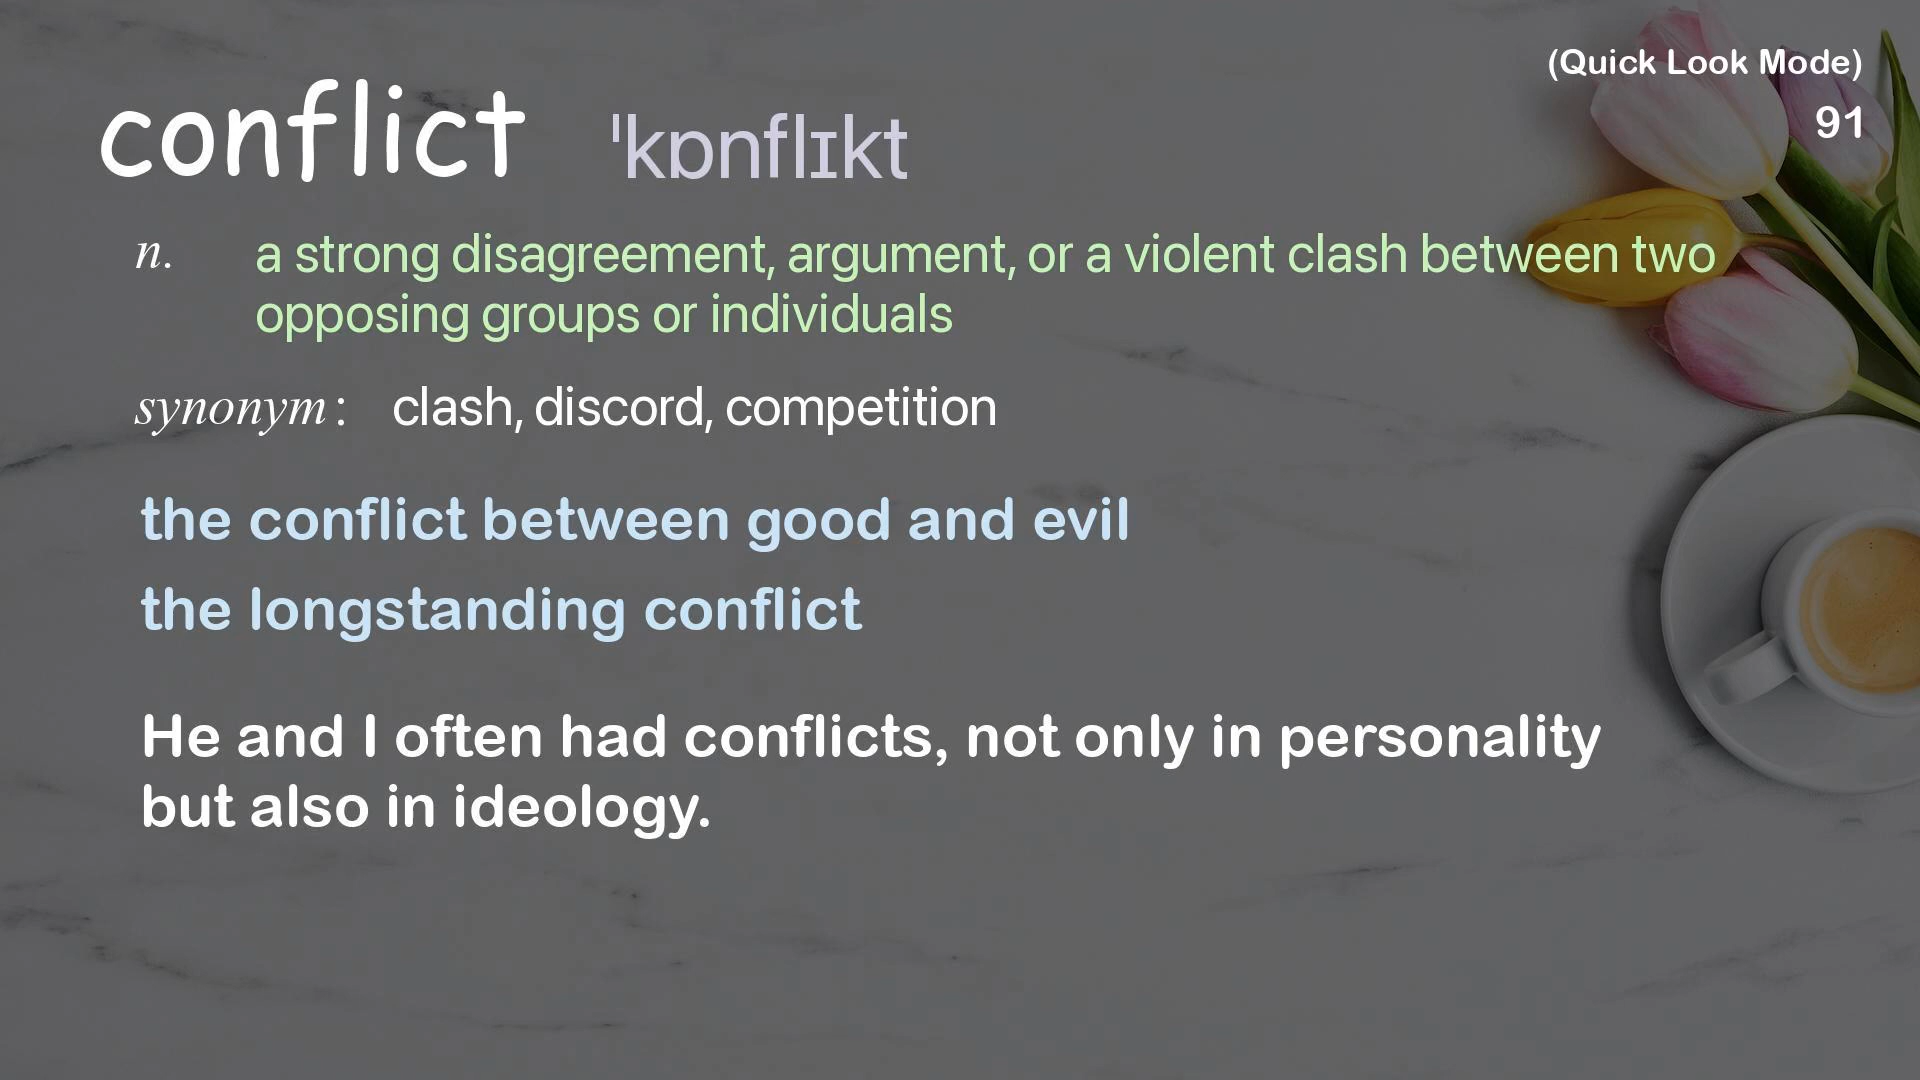 (Quick Look Mode)
91
conflict ˈkɒnflɪkt
n. a strong disagreement, argument, or a violent clash between two
opposing groups or individuals
synonym: clash, discord, competition
the conflict between good and evil
the longstanding conflict
He and I often had conflicts, not only in personality
but also in ideology.